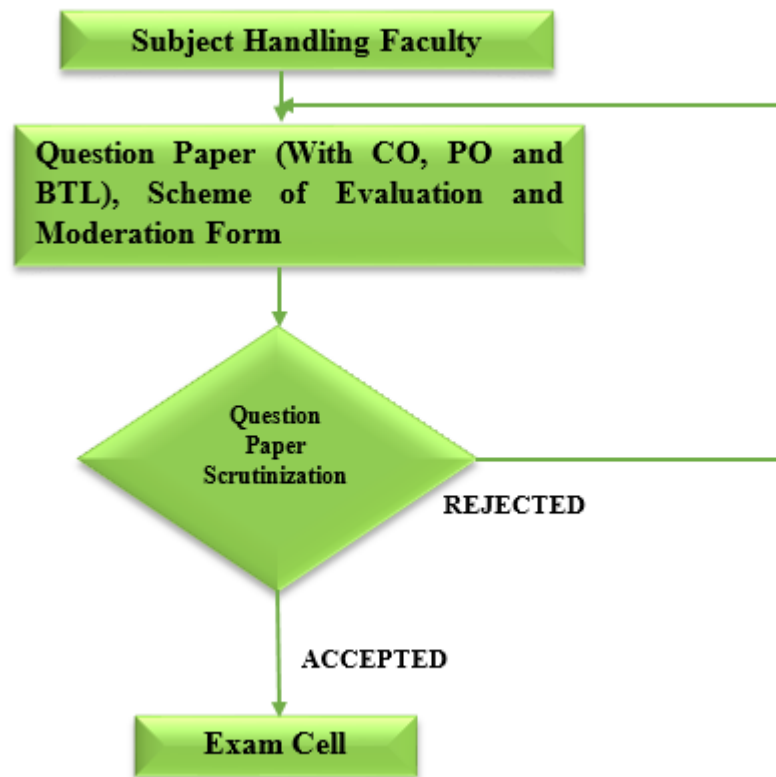 Subject Handling Faculty
Question Paper (With CO, PO and
BTL), Scheme of Evaluation and
Moderation Form
Question
Paper
Scrutinization
REJECTED
ACCEPTED
Exam Cell